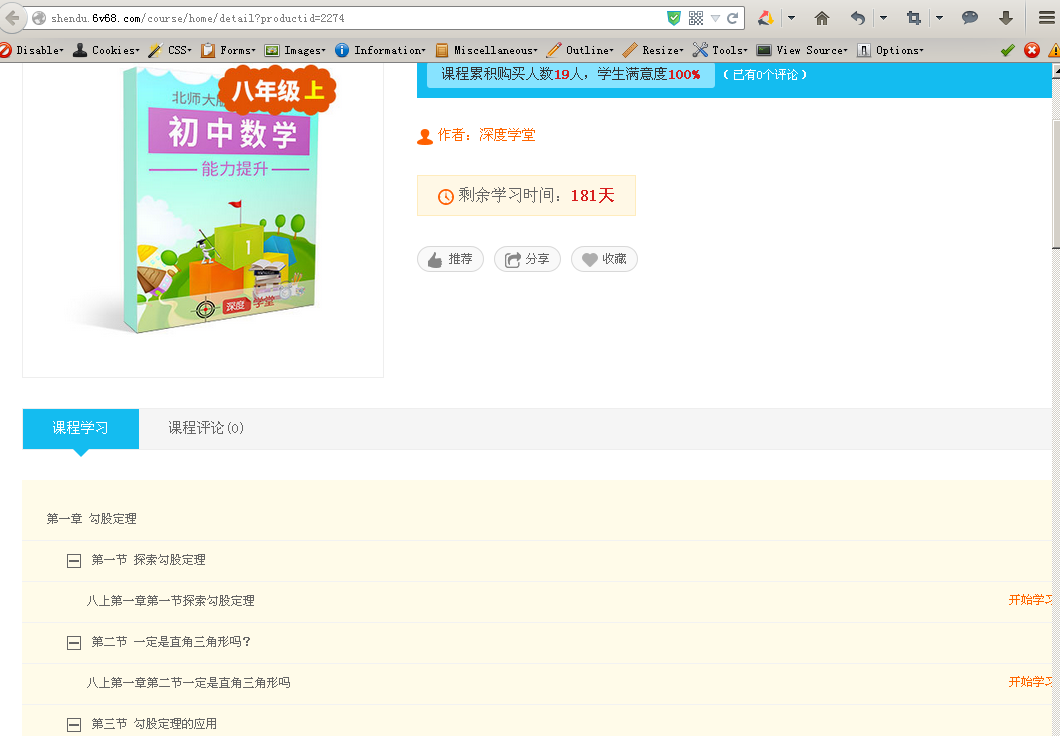 shendu.6v68.com/course/home/detail?productid=2274
Disable Cookies CSS Forms Images Information Miscellaneous Outline Resize Tools View Source Options
课程累积购买人数19人，学生满意度100% （已有0个评论）
八年级上
北师大版
初中数学
能力提升
1
深度学堂
作者：深度学堂
剩余学习时间：181天
推荐 分享 收藏
课程学习 课程评论(0)
第一章 勾股定理
第一节 探索勾股定理
八上第一章第一节探索勾股定理 开始学习
第二节 一定是直角三角形吗？
八上第一章第二节一定是直角三角形吗 开始学习
第三节 勾股定理的应用